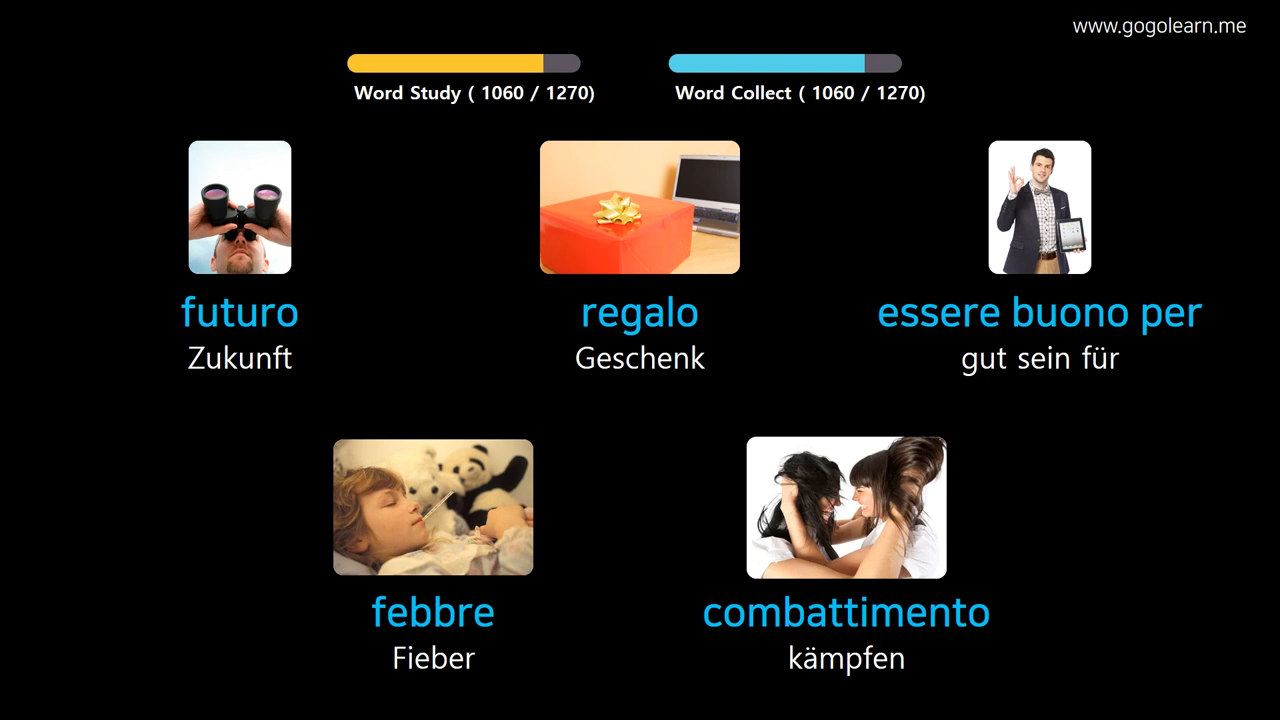 www.gogolearn.me
Word Study ( 1060 / 1270)
Word Collect ( 1060 / 1270)
futuro
Zukunft
regalo
Geschenk
essere buono per
gut sein für
febbre
Fieber
combattimento
kämpfen